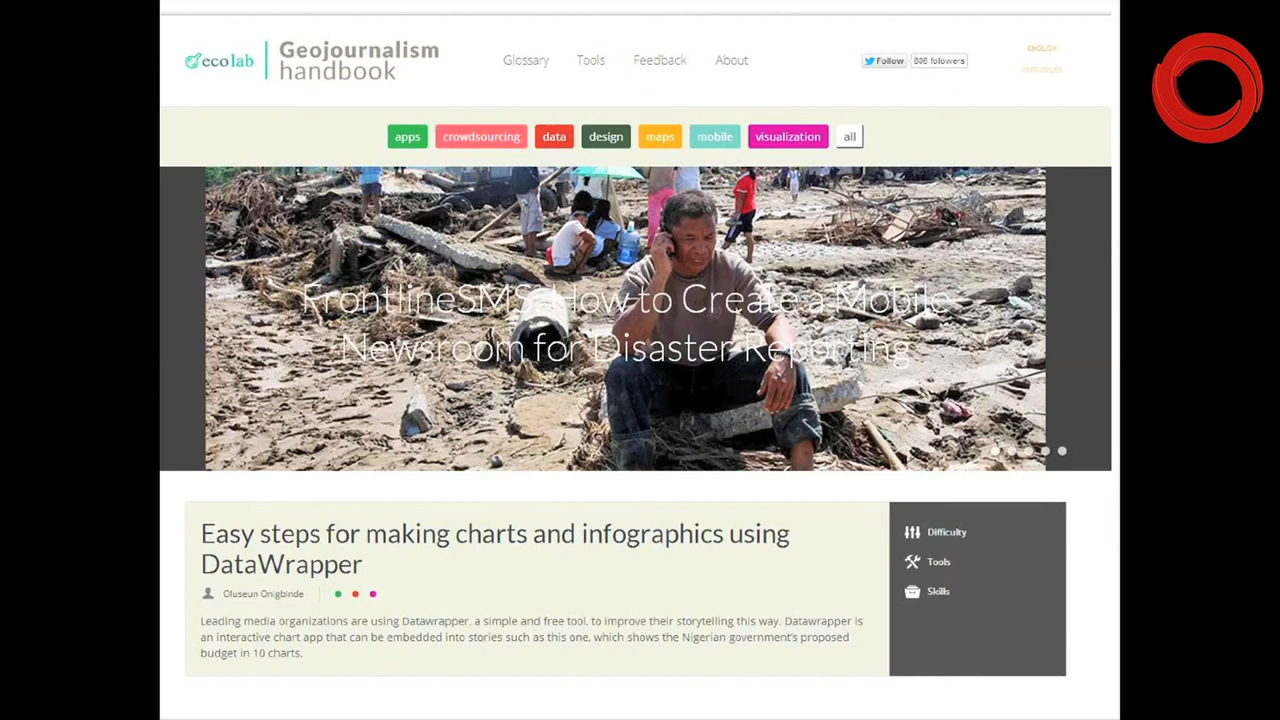 ecolab
Geojournalism
handbook
Glossary Tools Feedback About
Follow 806 folowers
ENGLISH
PORTUGUÊS
apps crowdsourcing data design maps mobile visualization all
FrontlineSMS: How to Create a Mobile
Newsroom for Disaster Reporting
Easy steps for making charts and infographics using
DataWrapper
Oluseun Onigbinde
Leading media organizations are using Datawrapper, a simple and free tool, to improve their storytelling this way. Datawrapper is
an interactive chart app that can be embedded into stories such as this one, which shows the Nigerian government's proposed
budget in 10 charts.
Difficulty
Tools
Skills